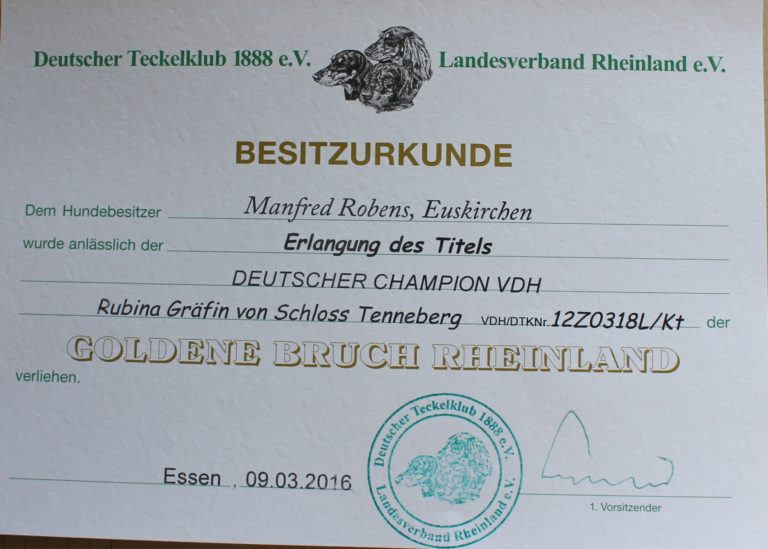 Deutscher Teckelklub 1888 e.V. Landesverband Rheinland e.V.
BESITZURKUNDE
Dem Hundebesitzer Manfred Robens, Euskirchen
wurde anlässlich der Erlangung des Titels
DEUTSCHER CHAMPION VDH
Rubina Gräfin von Schloss Tenneberg VDH/DTKNr. 12Z0318L/Kt der
GOLDENE BRUCH RHEINLAND
verliehen.
Deutscher Teckelklub 1888 e.V.
Landesverband Rheinland e.V.
Essen, 09.03.2016
1. Vorsitzender